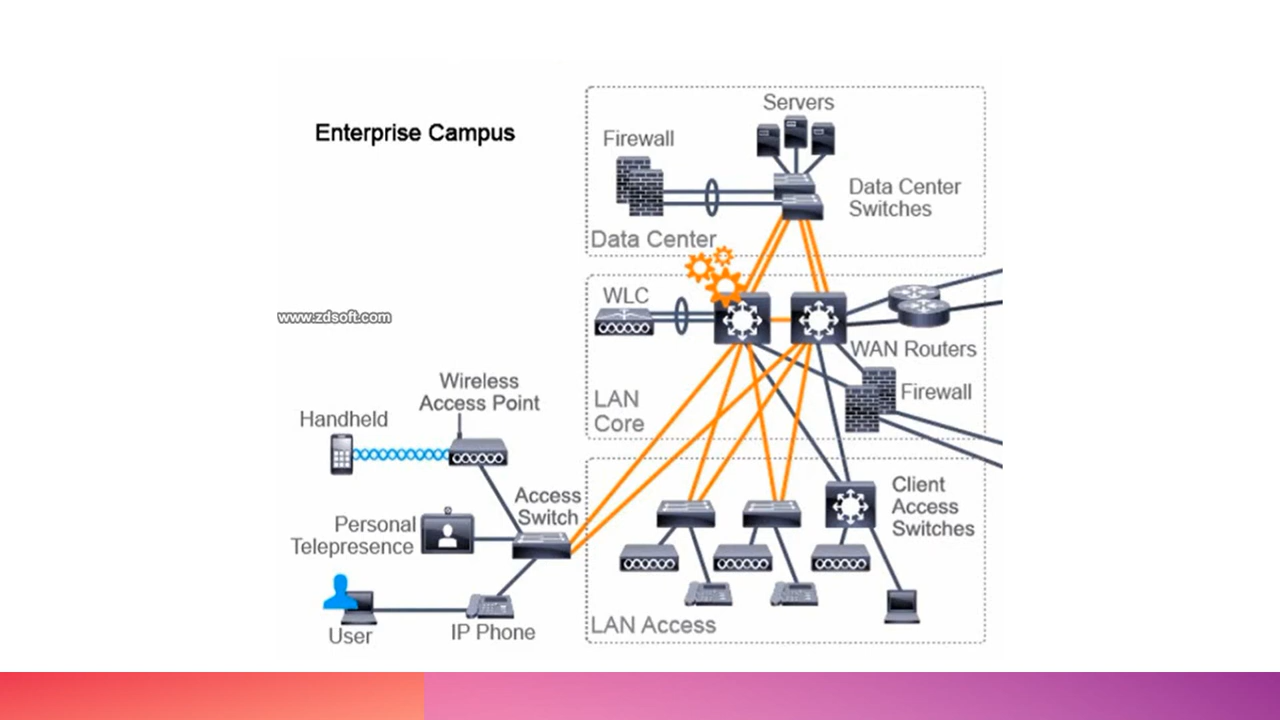 Enterprise Campus
Servers
Firewall
Data Center
Switches
Data Center
WLC
www.zdsoft.com
WAN Routers
LAN
Core
Firewall
Wireless
Access Point
Handheld
Access
Switch
Personal
Telepresence
User
IP Phone
Client
Access
Switches
LAN Access